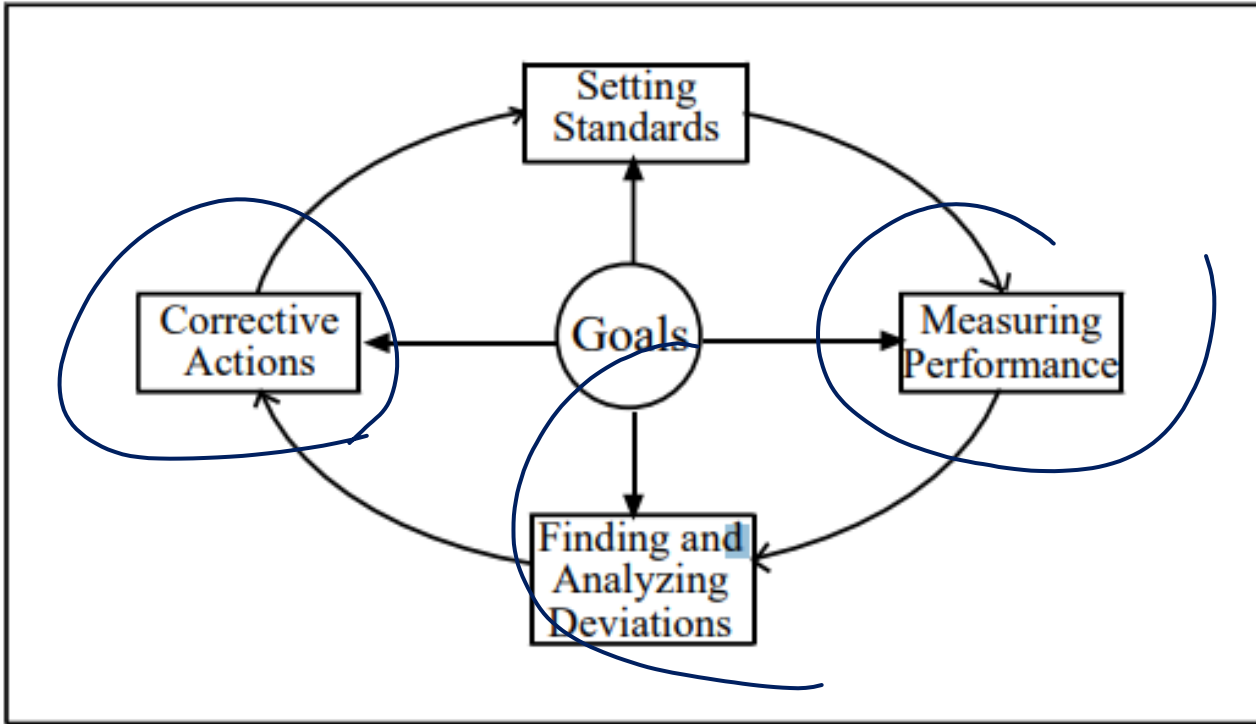 Setting
Standards
Corrective
Actions
Goals
Measuring
Performance
Finding and
Analyzing
Deviations